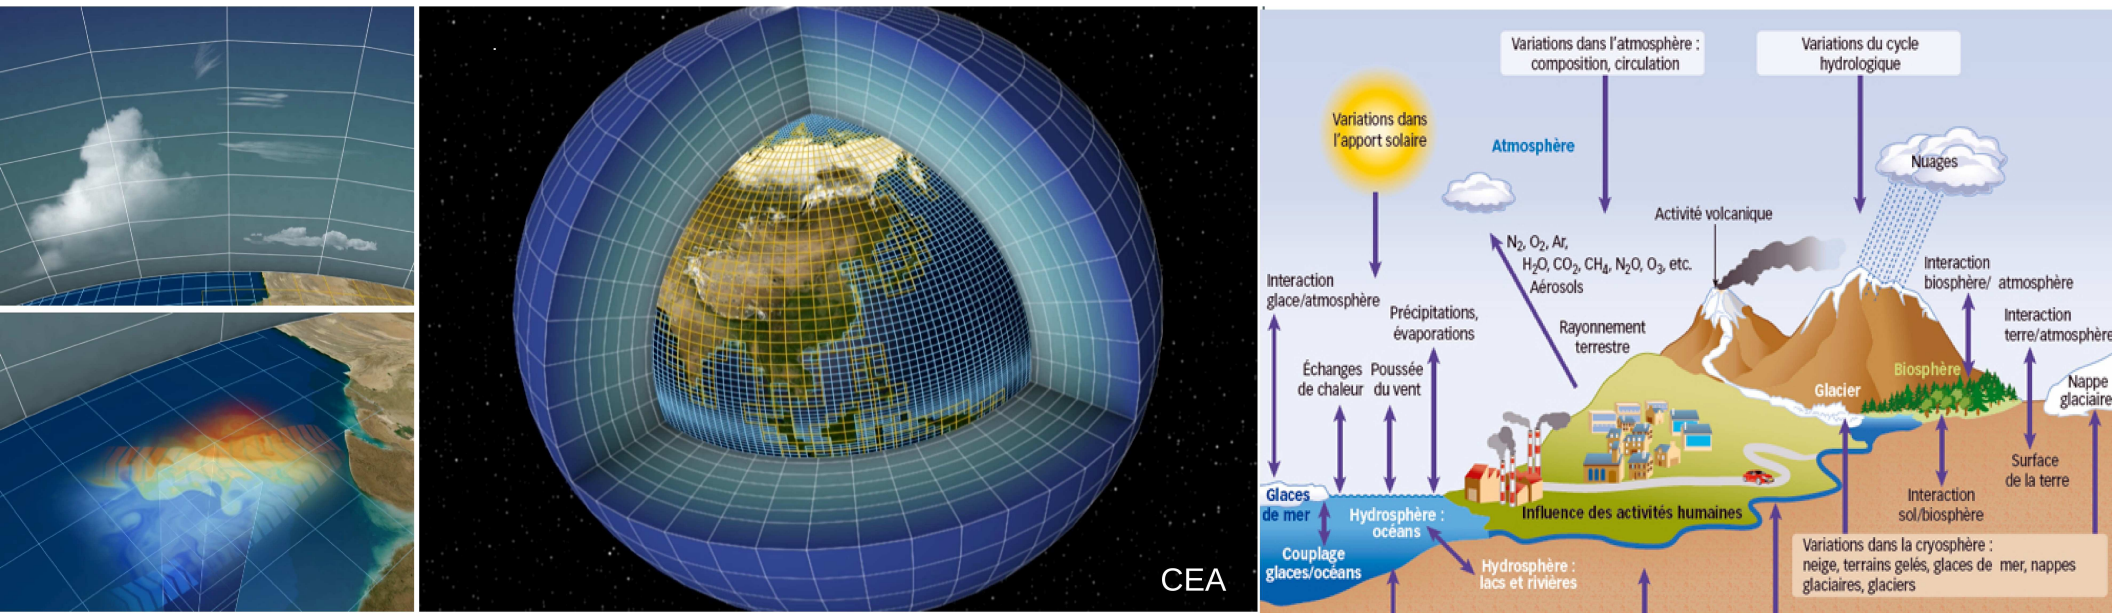 CEA
Variations dans l'atmosphère :
composition, circulation
Variations du cycle
hydrologique
Variations dans
l'apport solaire
Atmosphère
Nuages
Activité volcanique
N₂, O₂, Ar,
H₂O, CO₂, CH₄, N₂O, O₃, etc.
Aérosols
Interaction
glace/atmosphère
Précipitations,
évaporations
Rayonnement
terrestre
Interaction
biosphère/ atmosphère
Interaction
terre/atmosphère
Échanges
de chaleur
Poussée
du vent
Biosphère
Glacier
Nappe
glaciaire
Surface
de la terre
Interaction
sol/biosphère
Glaces
de mer
Hydrosphère :
océans
Influence des activités humaines
Couplage
glaces/océans
Hydrosphère :
lacs et rivières
Variations dans la cryosphère :
neige, terrains gelés, glaces de mer, nappes
glaciaires, glaciers